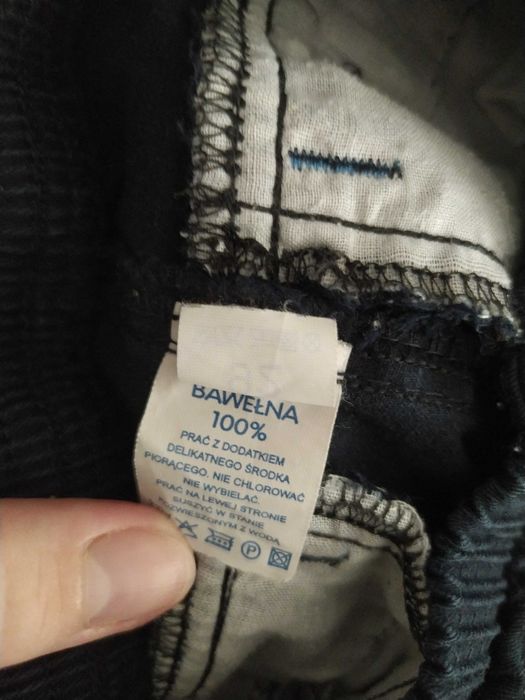 BAWEŁNA
100%
PRAĆ Z DODATKIEM
DELIKATNEGO ŚRODKA
PIORĄCEGO, NIE CHLOROWAĆ
NIE WYBIELAĆ.
PRAĆ NA LEWEJ STRONIE
SUSZYĆ W STANIE
ROZWIESZONYM Z WODĄ
P